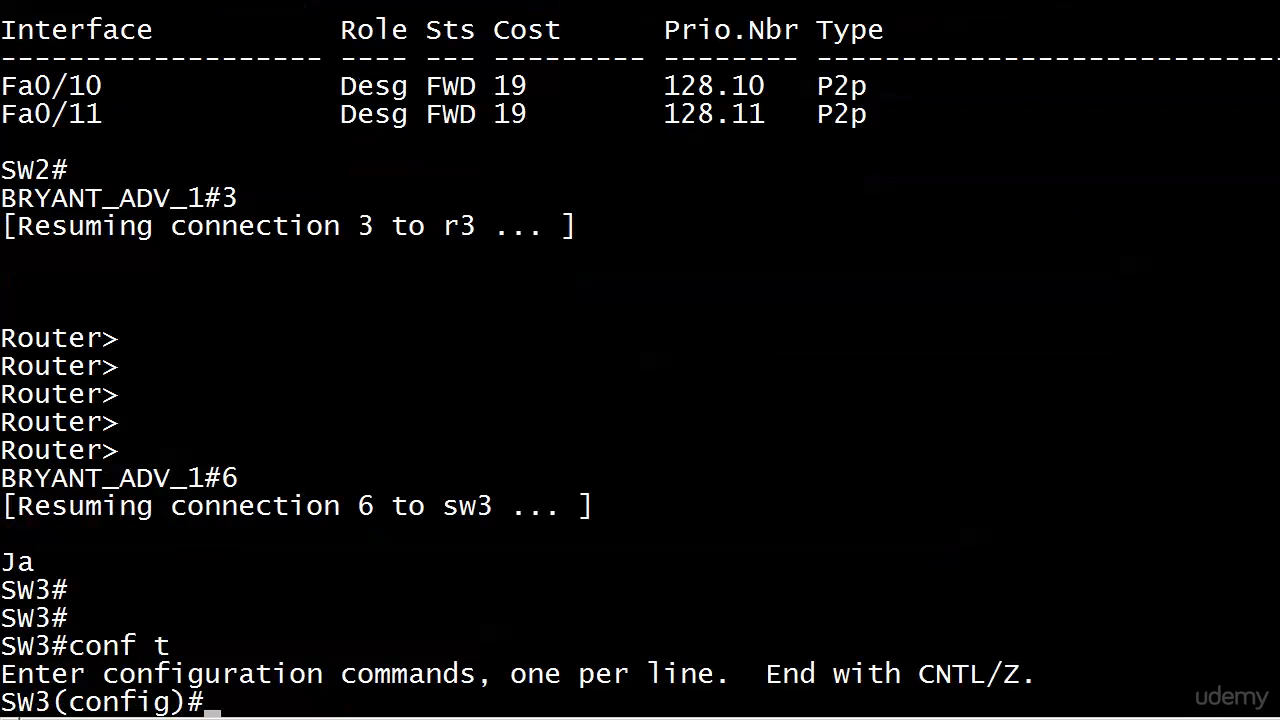 Interface           Role Sts Cost      Prio.Nbr Type
------------------- ---- --- --------- -------- --------------------------------
Fa0/10              Desg FWD 19        128.10   P2p
Fa0/11              Desg FWD 19        128.11   P2p
SW2#
BRYANT_ADV_1#3
[Resuming connection 3 to r3 ... ]
Router>
Router>
Router>
Router>
Router>
BRYANT_ADV_1#6
[Resuming connection 6 to sw3 ... ]
Ja
SW3#
SW3#
SW3#conf t
Enter configuration commands, one per line.  End with CNTL/Z.
SW3(config)#
udemy